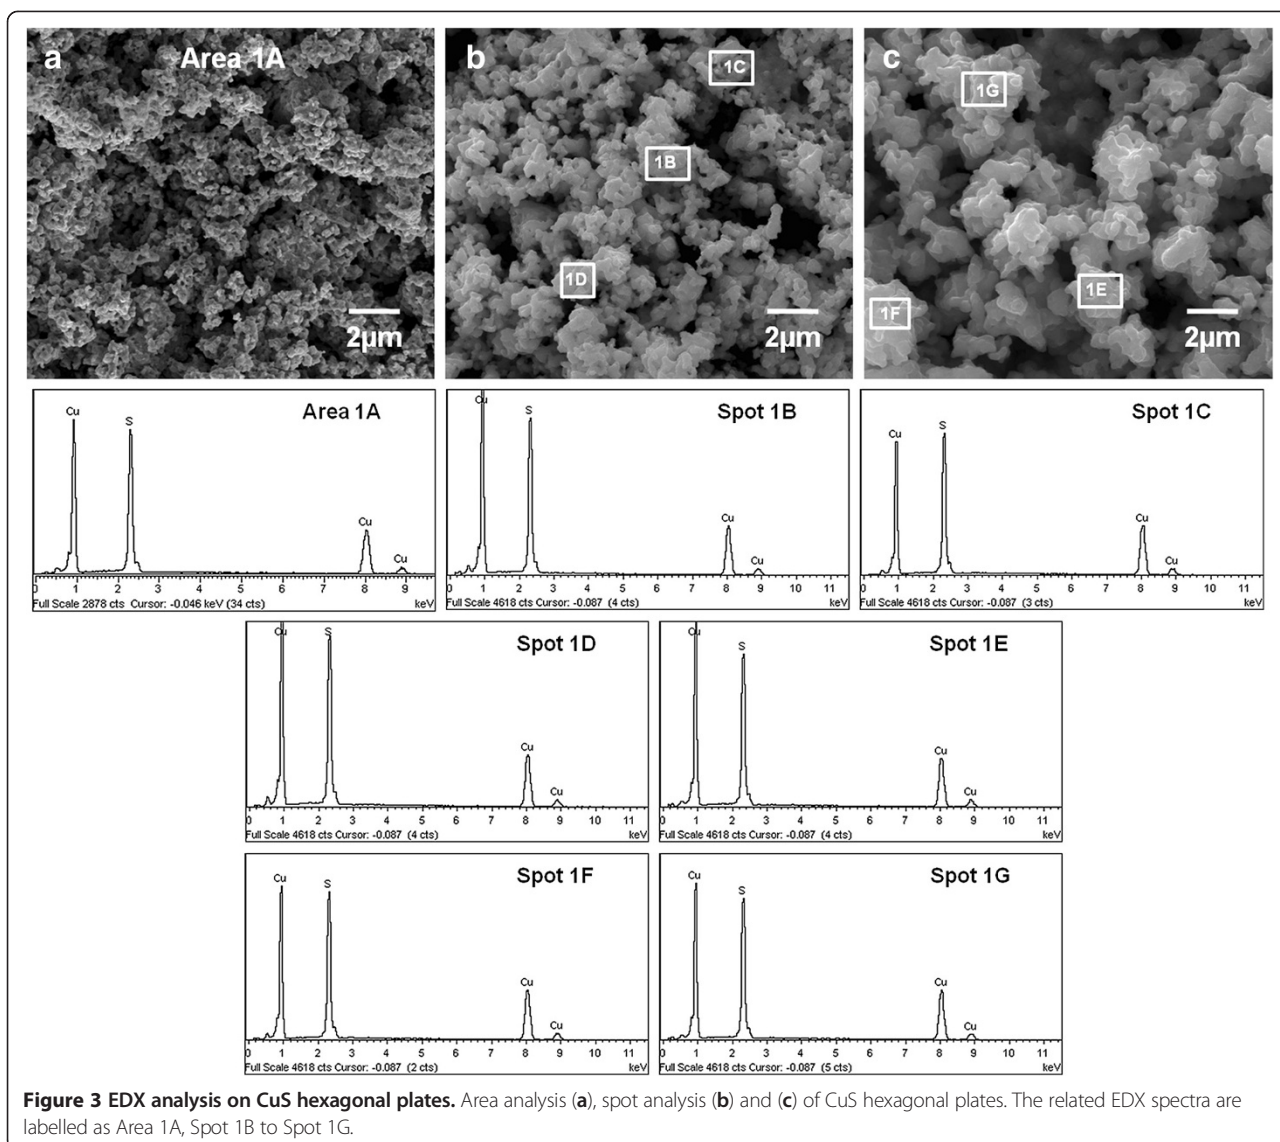 a
Area 1A
2µm
b
1C
1B
1D
2µm
c
1G
1E
1F
2µm
Area 1A
Cu
S
Cu
Cu
0 1 2 3 4 5 6 7 8 9
Full Scale 2878 cts Cursor: -0.046 keV (34 cts) keV
Spot 1B
Cu
S
Cu
Cu
0 1 2 3 4 5 6 7 8 9 10 11
Full Scale 4618 cts Cursor: -0.087 (4 cts) keV
Spot 1C
Cu
S
Cu
Cu
0 1 2 3 4 5 6 7 8 9 10 11
Full Scale 4618 cts Cursor: -0.087 (3 cts) keV
Spot 1D
Cu
S
Cu
Cu
0 1 2 3 4 5 6 7 8 9 10 11
Full Scale 4618 cts Cursor: -0.087 (4 cts) keV
Spot 1E
Cu
S
Cu
Cu
0 1 2 3 4 5 6 7 8 9 10 11
Full Scale 4618 cts Cursor: -0.087 (4 cts) keV
Spot 1F
Cu
S
Cu
Cu
0 1 2 3 4 5 6 7 8 9 10 11
Full Scale 4618 cts Cursor: -0.087 (2 cts) keV
Spot 1G
Cu
S
Cu
Cu
0 1 2 3 4 5 6 7 8 9 10 11
Full Scale 4618 cts Cursor: -0.087 (5 cts) keV
Figure 3 EDX analysis on CuS hexagonal plates. Area analysis (a), spot analysis (b) and (c) of CuS hexagonal plates. The related EDX spectra are
labelled as Area 1A, Spot 1B to Spot 1G.